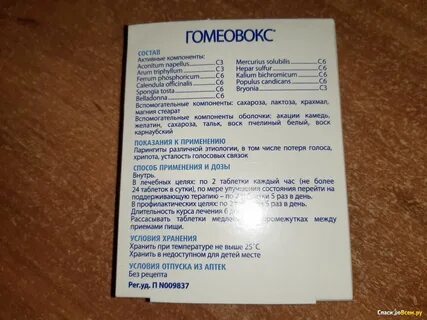 ГОМЕОВОКС®
СОСТАВ
Активные компоненты:
Aconitum napellus C3
Arum triphyllum C3
Ferrum phosphoricum C6
Calendula officinalis C6
Spongia tosta C6
Belladonna C6
Mercurius solubilis C6
Hepar sulfur C6
Kalium bichromicum C6
Populus candicans C6
Bryonia C3
Вспомогательные компоненты: сахароза, лактоза, крахмал,
магния стеарат
Вспомогательные компоненты оболочки: акации камедь,
желатин, сахароза, тальк, воск пчелиный белый, воск
карнаубский
ПОКАЗАНИЯ К ПРИМЕНЕНИЮ
Ларингиты различной этиологии, в том числе потеря голоса,
хрипота, усталость голосовых связок
СПОСОБ ПРИМЕНЕНИЯ И ДОЗЫ
Внутрь.
В лечебных целях: по 2 таблетки каждый час (не более
24 таблеток в сутки), по мере улучшения состояния перейти на
поддерживающую терапию – по 2 таблетки 5 раз в день.
В профилактических целях: по 2 таблетки 5 раз в день.
Длительность курса лечения 6 д
Рассасывать таблетки медлен промежутках между
приемами пищи.
УСЛОВИЯ ХРАНЕНИЯ
Хранить при температуре не выше 25°C
Хранить в недоступном для детей месте
УСЛОВИЯ ОТПУСКА ИЗ АПТЕК
Без рецепта
Рег.уд. П N009837
СпасибоВсем.ру